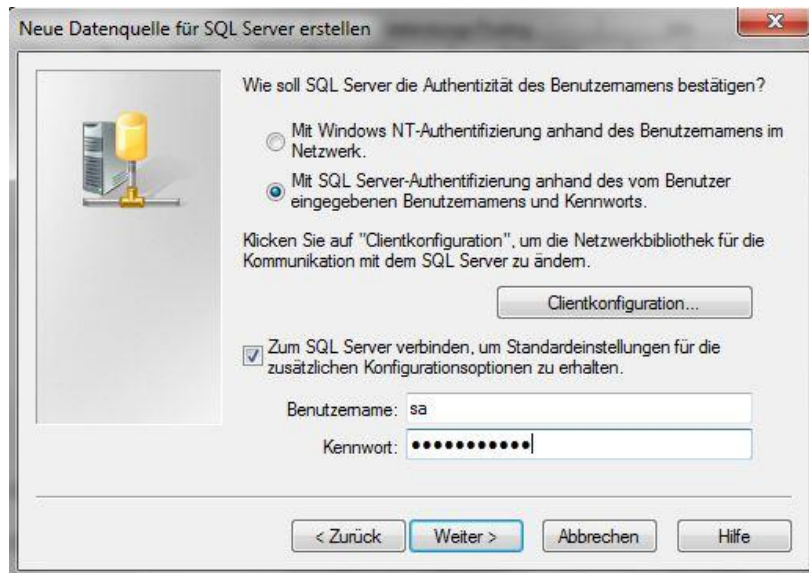 Neue Datenquelle für SQL Server erstellen
Wie soll SQL Server die Authentizität des Benutzernamens bestätigen?
Mit Windows NT-Authentifizierung anhand des Benutzernamens im
Netzwerk.
Mit SQL Server-Authentifizierung anhand des vom Benutzer
eingegebenen Benutzernamens und Kennworts.
Klicken Sie auf "Clientkonfiguration", um die Netzwerkbibliothek für die
Kommunikation mit dem SQL Server zu ändern.
Clientkonfiguration...
Zum SQL Server verbinden, um Standardeinstellungen für die
zusätzlichen Konfigurationsoptionen zu erhalten.
Benutzername: sa
Kennwort: ●●●●●●●●●●●
< Zurück Weiter > Abbrechen Hilfe